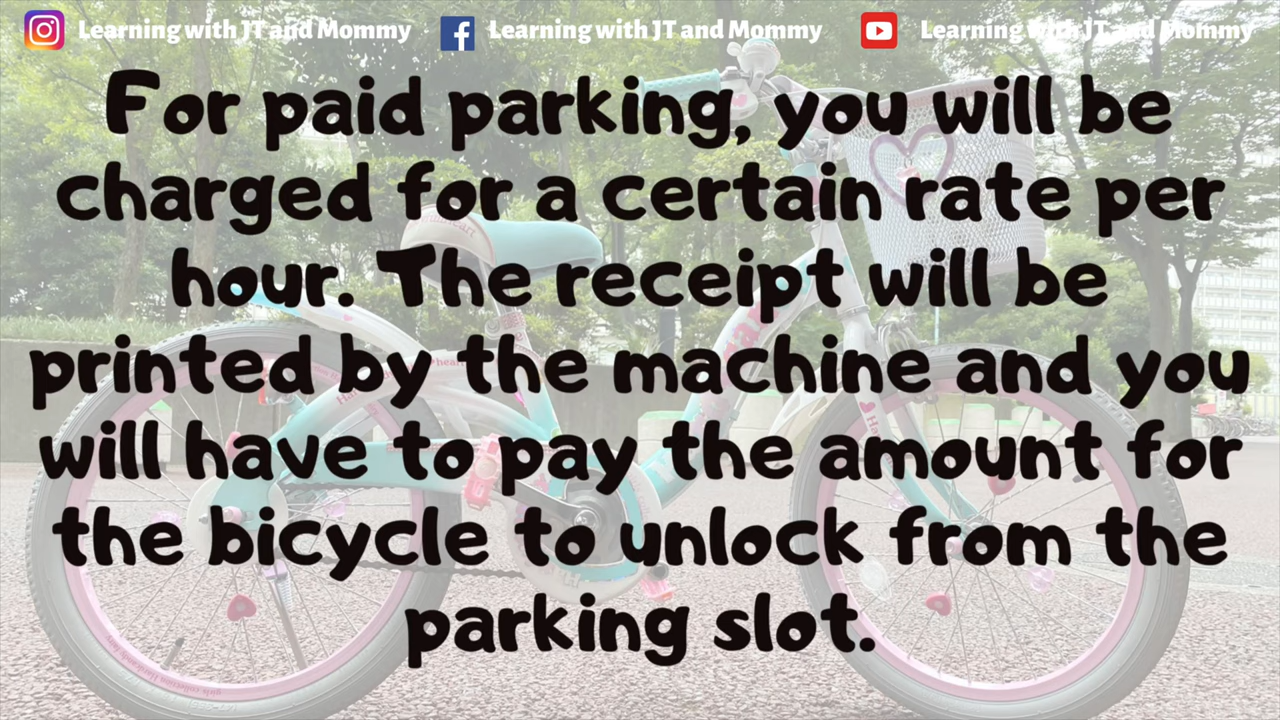 Learning with JT and Mommy Learning with JT and Mommy Learning with JT and Mommy
For paid parking, you will be
charged for a certain rate per
hour. The receipt will be
printed by the machine and you
will have to pay the amount for
the bicycle to unlock from the
parking slot.